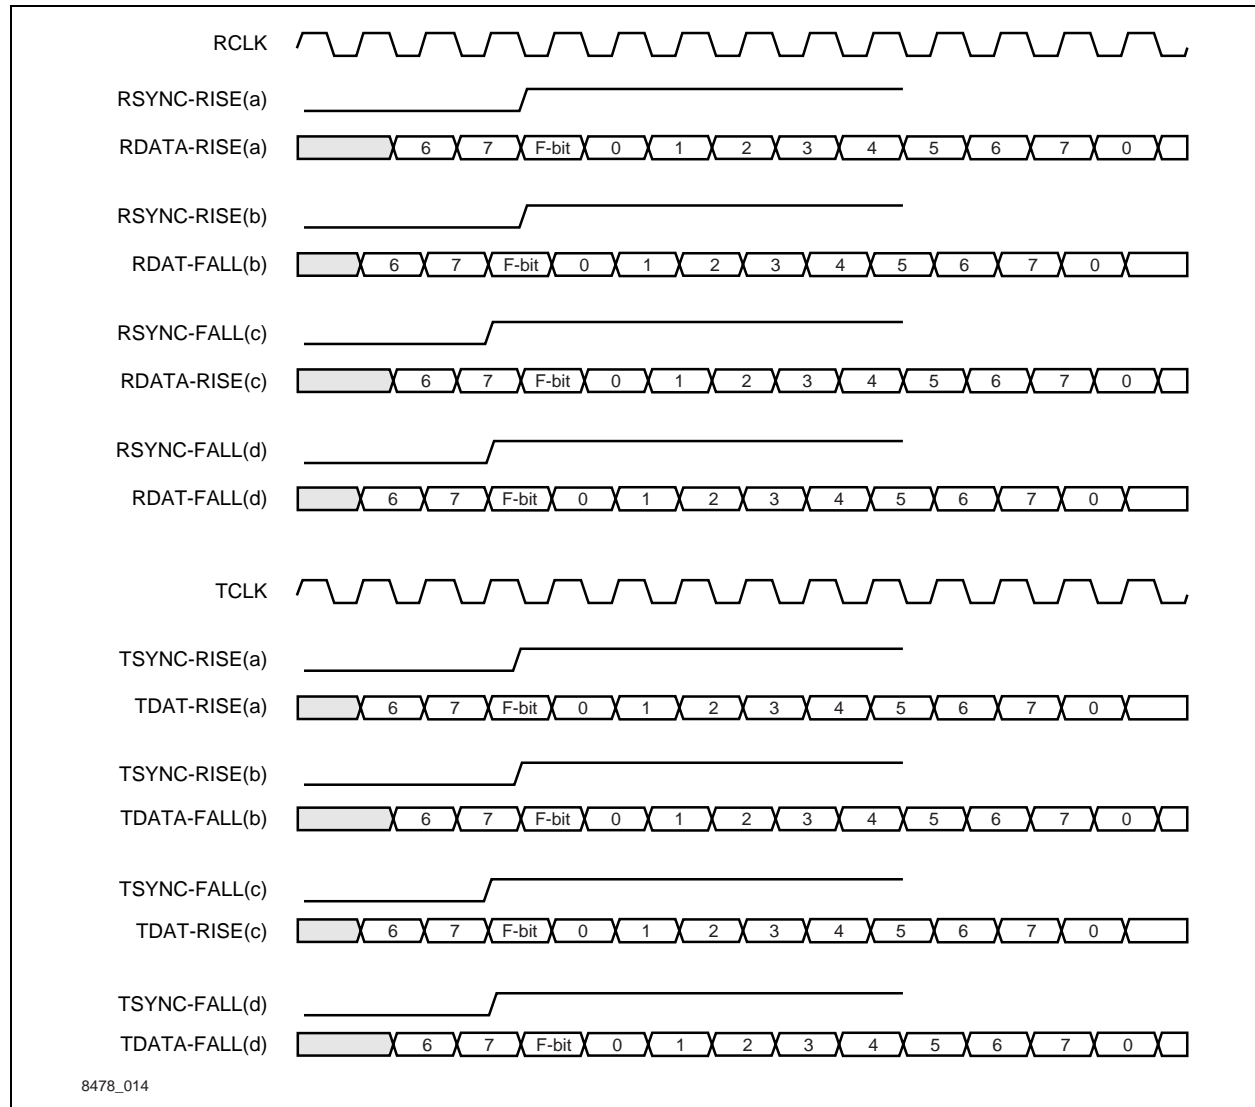 RCLK
RSYNC-RISE(a)
RDATA-RISE(a) 6 7 F-bit 0 1 2 3 4 5 6 7 0
RSYNC-RISE(b)
RDAT-FALL(b) 6 7 F-bit 0 1 2 3 4 5 6 7 0
RSYNC-FALL(c)
RDATA-RISE(c) 6 7 F-bit 0 1 2 3 4 5 6 7 0
RSYNC-FALL(d)
RDAT-FALL(d) 6 7 F-bit 0 1 2 3 4 5 6 7 0
TCLK
TSYNC-RISE(a)
TDAT-RISE(a) 6 7 F-bit 0 1 2 3 4 5 6 7 0
TSYNC-RISE(b)
TDATA-FALL(b) 6 7 F-bit 0 1 2 3 4 5 6 7 0
TSYNC-FALL(c)
TDAT-RISE(c) 6 7 F-bit 0 1 2 3 4 5 6 7 0
TSYNC-FALL(d)
TDATA-FALL(d) 6 7 F-bit 0 1 2 3 4 5 6 7 0
8478_014